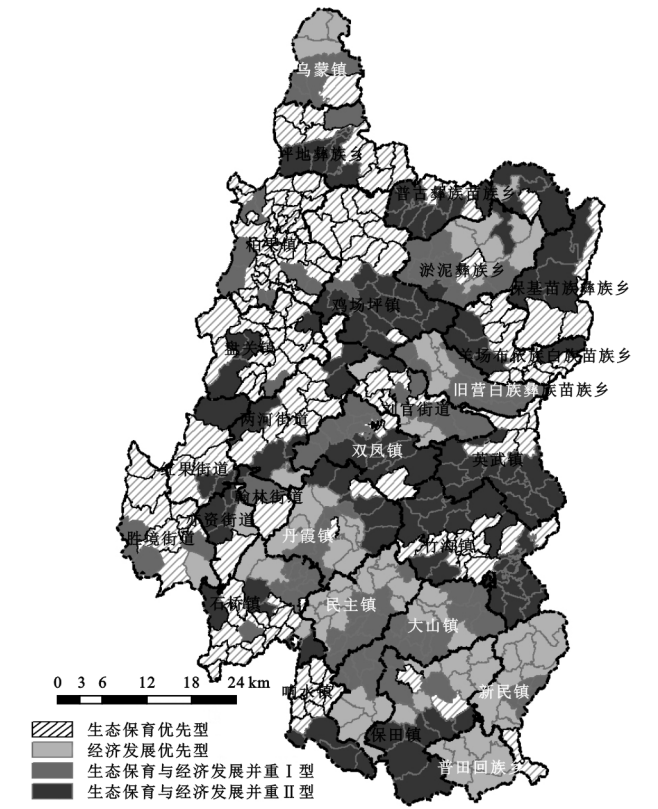 乌蒙镇
坪地彝族乡
普古彝族苗族乡
柏果镇
淤泥彝族乡
保基苗族彝族乡
鸡场坪镇
盘关镇
羊场布依族白族苗族乡
旧营白族彝族苗族乡
刘官街道
两河街道
双凤镇
英武镇
红果街道
翰林街道
亦资街道
胜境街道
丹霞镇
竹海镇
石桥镇
民主镇
大山镇
响水镇
新民镇
保田镇
普田回族乡
0 3 6 12 18 24 km
生态保育优先型
经济发展优先型
生态保育与经济发展并重Ⅰ型
生态保育与经济发展并重Ⅱ型